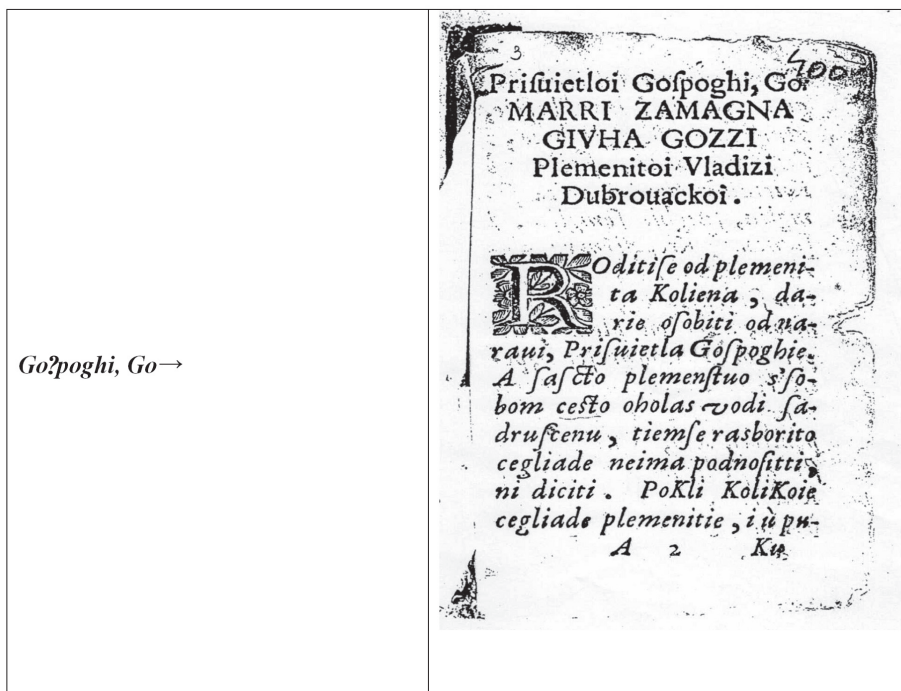 Go?poghi, Go→
3
400
Priſuietloi Goſpoghi, Go:
MARRI ZAMAGNA
GIVHA GOZZI
Plemenitoi Vladizi
Dubrouackoi.
RODitiſe od plemeni-
ta Koliena, da-
rie oſobiti od na-
raui, Priſuietla Goſpoghie.
A ſaſcto plemenſtuo s'ſo-
bom ceſto oholas vodi ſa-
druſcenu, tiemſe rasborito
cegliade neima podnoſitti,
ni diciti. PoKli KoliKoie
cegliade plemenitie, i ù pu-
A 2 Ku